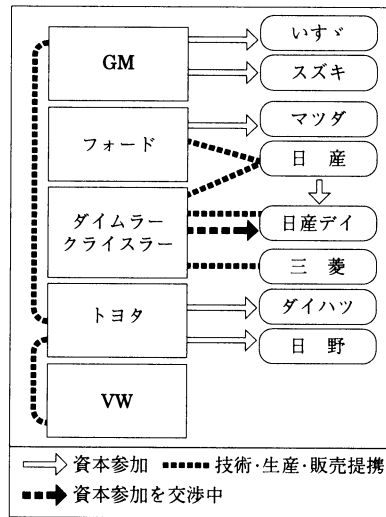 GM
いすゞ
スズキ
フォード
マツダ
日産
ダイムラー
クライスラー
日産デイ
三菱
トヨタ
ダイハツ
日野
VW
資本参加
技術・生産・販売提携
資本参加を交渉中